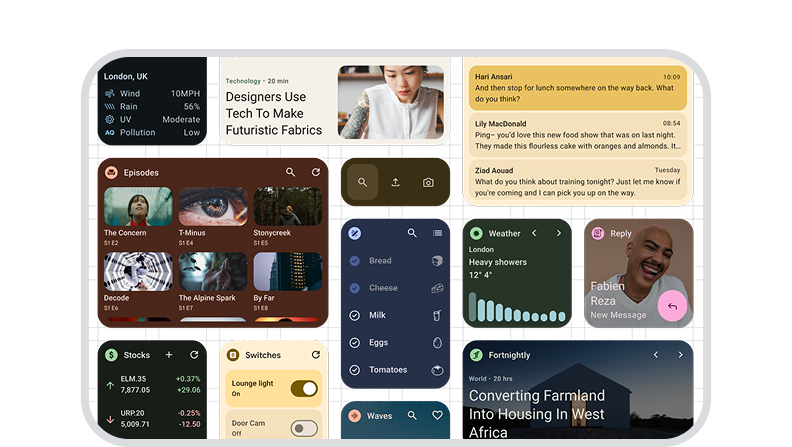 London, UK
Wind 10MPH
Rain 56%
UV Moderate
AQ Pollution Low
Technology • 20 min
Designers Use
Tech To Make
Futuristic Fabrics
Hari Ansari 10:09
And then stop for lunch somewhere on the way back. What
do you think?
Lily MacDonald 08:54
Ping– you'd love this new food show that was on last night.
They made this flourless cake with oranges and almonds. It...
Ziad Aouad Tuesday
What do you think about training tonight? Just let me know if
you're coming and I can pick you up on the way.
Episodes
The Concern
S1 E2
T-Minus
S1 E4
Stonycreek
S1 E5
Decode
S1 E6
The Alpine Spark
S1 E7
By Far
S1 E8
Bread
Cheese
Milk
Eggs
Tomatoes
Weather
London
Heavy showers
12° 4°
Reply
Fabien
Reza
New Message
Stocks
ELM.35 +0.37%
7,877.05 +29.06
URP.20 -0.25%
5,009.71 -12.50
Switches
Lounge light
On
Door Cam
Off
Waves
Fortnightly
World • 20 hrs
Converting Farmland
Into Housing In West
Africa